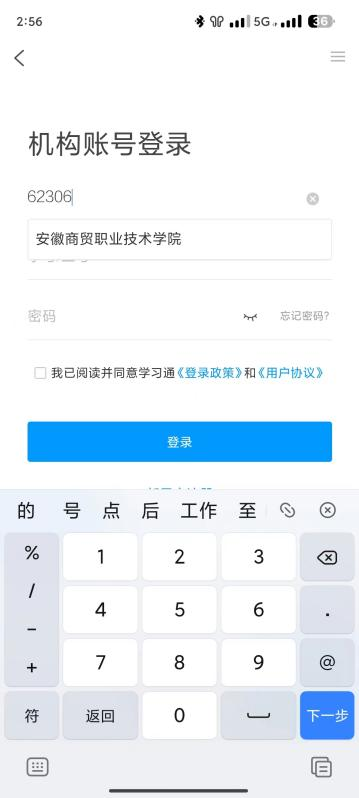 2:56 5G 36
机构账号登录
62306
安徽商贸职业技术学院
密码 忘记密码?
我已阅读并同意学习通《登录政策》和《用户协议》
登录
的 号 点 后 工作 至
% 1 2 3
/ 4 5 6 .
- 7 8 9 @
+
符 返回 0 下一步